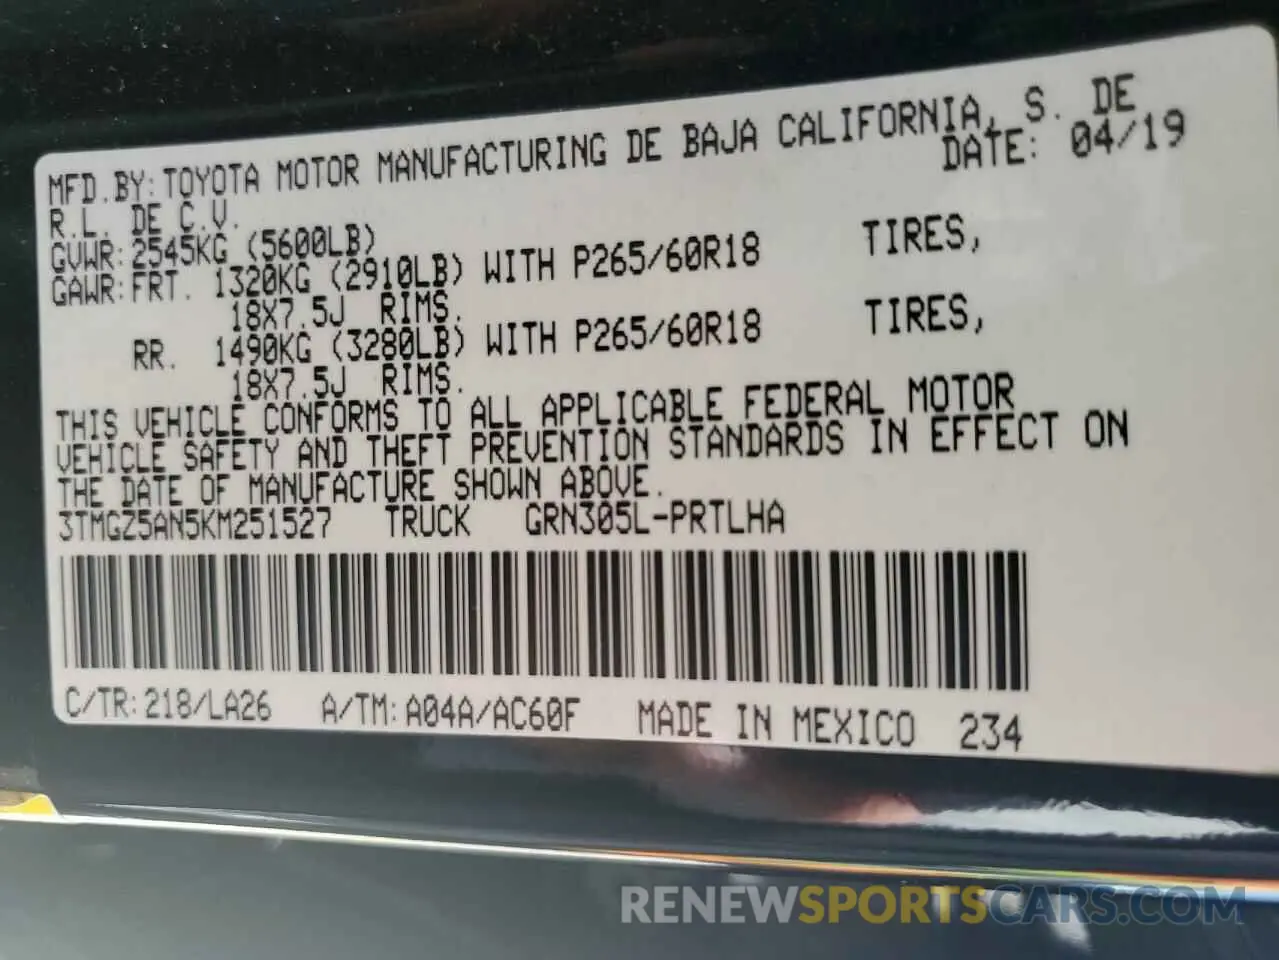 MFD.BY:TOYOTA MOTOR MANUFACTURING DE BAJA CALIFORNIA, S. DE
R.L. DE C.V. DATE: 04/19
GVWR:2545KG (5600LB)
GAWR:FRT. 1320KG (2910LB) WITH P265/60R18 TIRES,
18X7.5J RIMS.
RR. 1490KG (3280LB) WITH P265/60R18 TIRES,
18X7.5J RIMS.
THIS VEHICLE CONFORMS TO ALL APPLICABLE FEDERAL MOTOR
VEHICLE SAFETY AND THEFT PREVENTION STANDARDS IN EFFECT ON
THE DATE OF MANUFACTURE SHOWN ABOVE.
3TMGZ5AN5KM251527 TRUCK GRN305L-PRTLHA
C/TR:218/LA26 A/TM:A04A/AC60F MADE IN MEXICO 234
RENEWSPORTSCARS.COM